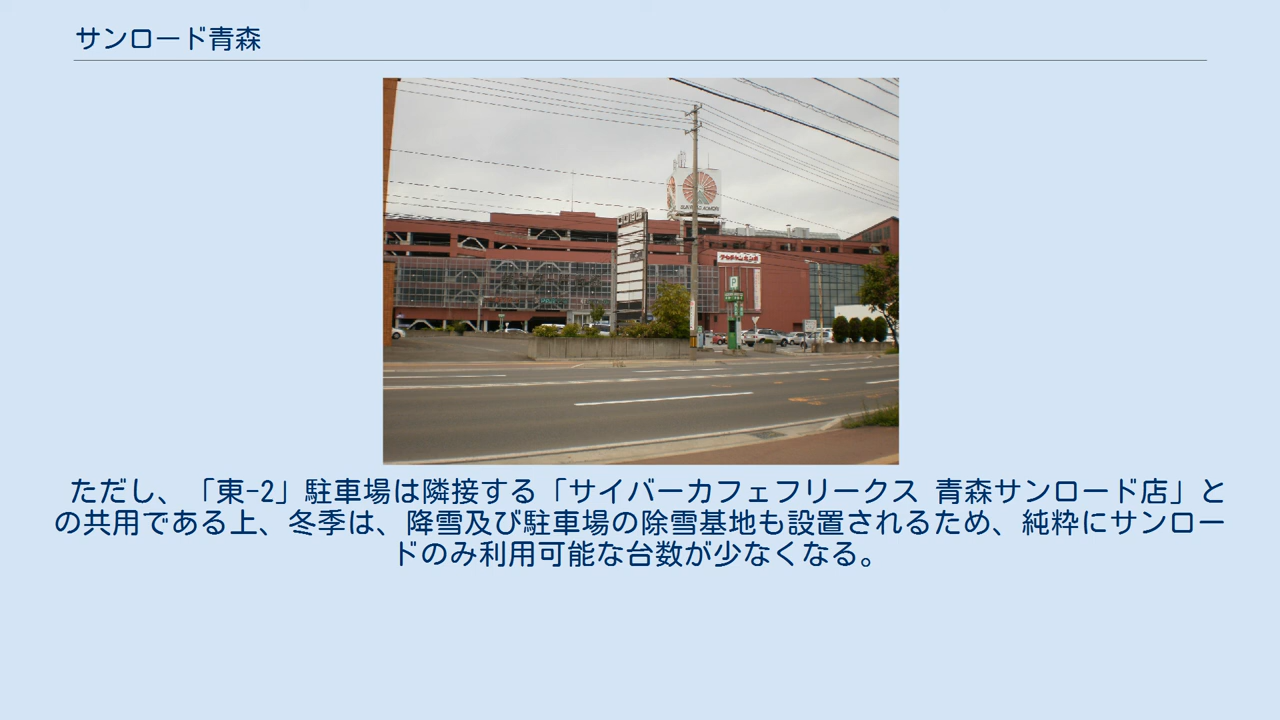 サンロード青森
P
ただし、「東-2」駐車場は隣接する「サイバーカフェフリークス 青森サンロード店」と
の共用である上、冬季は、降雪及び駐車場の除雪基地も設置されるため、純粋にサンロー
ドのみ利用可能な台数が少なくなる。